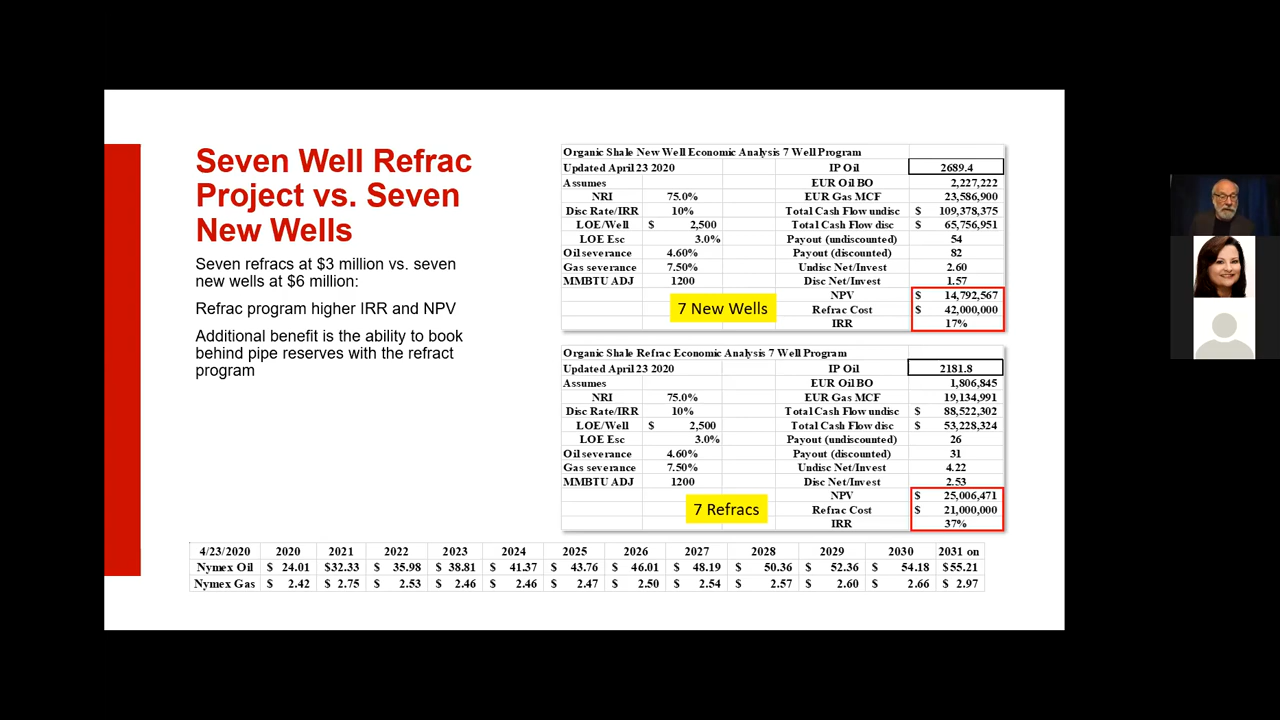 Seven Well Refrac
Project vs. Seven
New Wells
Seven refracs at $3 million vs. seven
new wells at $6 million:
Refrac program higher IRR and NPV
Additional benefit is the ability to book
behind pipe reserves with the refract
program
Organic Shale New Well Economic Analysis 7 Well Program
Updated April 23 2020 IP Oil 2689.4
Assumes EUR Oil BO 2,227,222
NRI 75.0% EUR Gas MCF 23,586,900
Disc Rate/IRR 10% Total Cash Flow undisc $ 109,378,375
LOE/Well $ 2,500 Total Cash Flow disc $ 65,756,951
LOE Esc 3.0% Payout (undiscounted) 54
Oil severance 4.60% Payout (discounted) 82
Gas severance 7.50% Undisc Net/Invest 2.60
MMBTU ADJ 1200 Disc Net/Invest 1.57
NPV $ 14,792,567
7 New Wells Refrac Cost $ 42,000,000
IRR 17%
Organic Shale Refrac Economic Analysis 7 Well Program
Updated April 23 2020 IP Oil 2181.8
Assumes EUR Oil BO 1,806,845
NRI 75.0% EUR Gas MCF 19,134,991
Disc Rate/IRR 10% Total Cash Flow undisc $ 88,522,302
LOE/Well $ 2,500 Total Cash Flow disc $ 53,228,324
LOE Esc 3.0% Payout (undiscounted) 26
Oil severance 4.60% Payout (discounted) 31
Gas severance 7.50% Undisc Net/Invest 4.22
MMBTU ADJ 1200 Disc Net/Invest 2.53
NPV $ 25,006,471
7 Refracs Refrac Cost $ 21,000,000
IRR 37%
4/23/2020 2020 2021 2022 2023 2024 2025 2026 2027 2028 2029 2030 2031 on
Nymex Oil $ 24.01 $32.33 $ 35.98 $ 38.81 $ 41.37 $ 43.76 $ 46.01 $ 48.19 $ 50.36 $ 52.36 $ 54.18 $55.21
Nymex Gas $ 2.42 $ 2.75 $ 2.53 $ 2.46 $ 2.46 $ 2.47 $ 2.50 $ 2.54 $ 2.57 $ 2.60 $ 2.66 $ 2.97